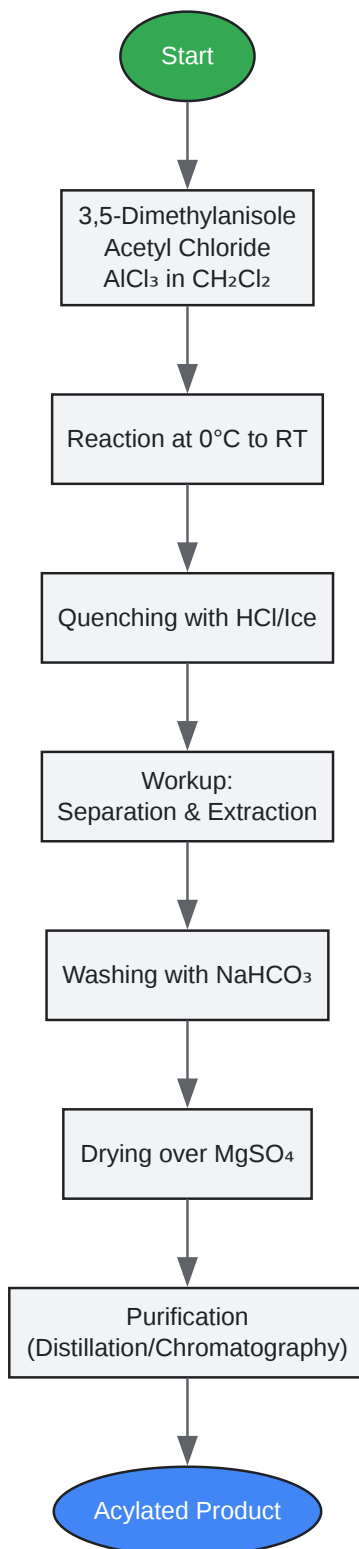 Start
3,5-Dimethylanisole
Acetyl Chloride
AlCl₃ in CH₂Cl₂
Reaction at 0°C to RT
Quenching with HCl/Ice
Workup:
Separation & Extraction
Washing with NaHCO₃
Drying over MgSO₄
Purification
(Distillation/Chromatography)
Acylated Product